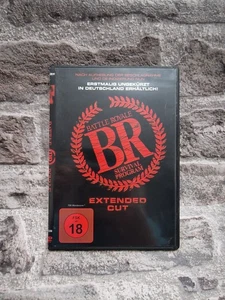 ERSTMALIG UNGEKÜRZT
IN DEUTSCHLAND ERHÄLTLICH!
BATTLE ROYALE
BR
SURVIVAL
PROGRAM
EXTENDED
CUT
18